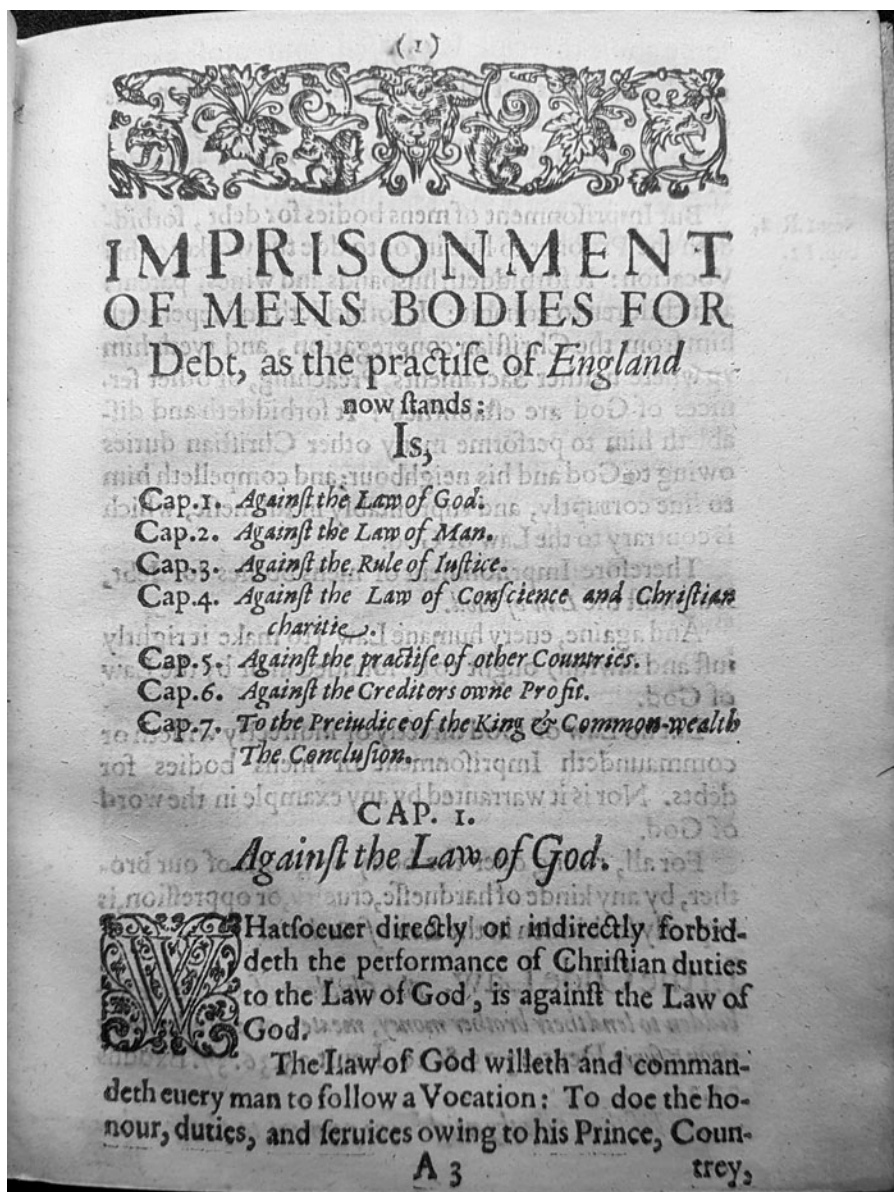 (1)
IMPRISONMENT
OF MENS BODIES FOR
Debt, as the practiſe of England
now ſtands:
Is,
Cap.1. Againſt the Law of God.
Cap.2. Againſt the Law of Man.
Cap.3. Againſt the Rule of Iuſtice.
Cap.4. Againſt the Law of Conſcience and Chriſtian
charitie.
Cap.5. Againſt the practiſe of other Countries.
Cap.6. Againſt the Creditors owne Profit.
Cap.7. To the Preiudice of the King & Common-wealth
The Concluſion.
CAP. 1.
Againſt the Law of God.
WHatſoeuer directly or indirectly forbid-
deth the performance of Chriſtian duties
to the Law of God, is againſt the Law of
God.
The Law of God willeth and comman-
deth euery man to follow a Vocation: To doe the ho-
nour, duties, and ſeruices owing to his Prince, Coun-
A 3 trey,